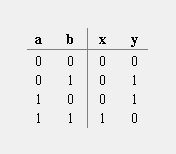 a b x y
0 0 0 0
0 1 0 1
1 0 0 1
1 1 1 0